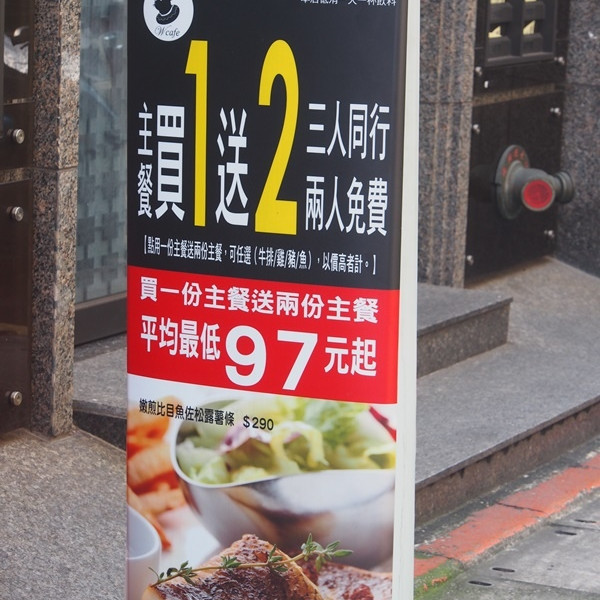 W cafe
主餐買1送2
三人同行
兩人免費
【點用一份主餐送兩份主餐，可任選（牛排/雞/豬/魚），以價高者計。】
買一份主餐送兩份主餐
平均最低97元起
嫩煎比目魚佐松露薯條 $290